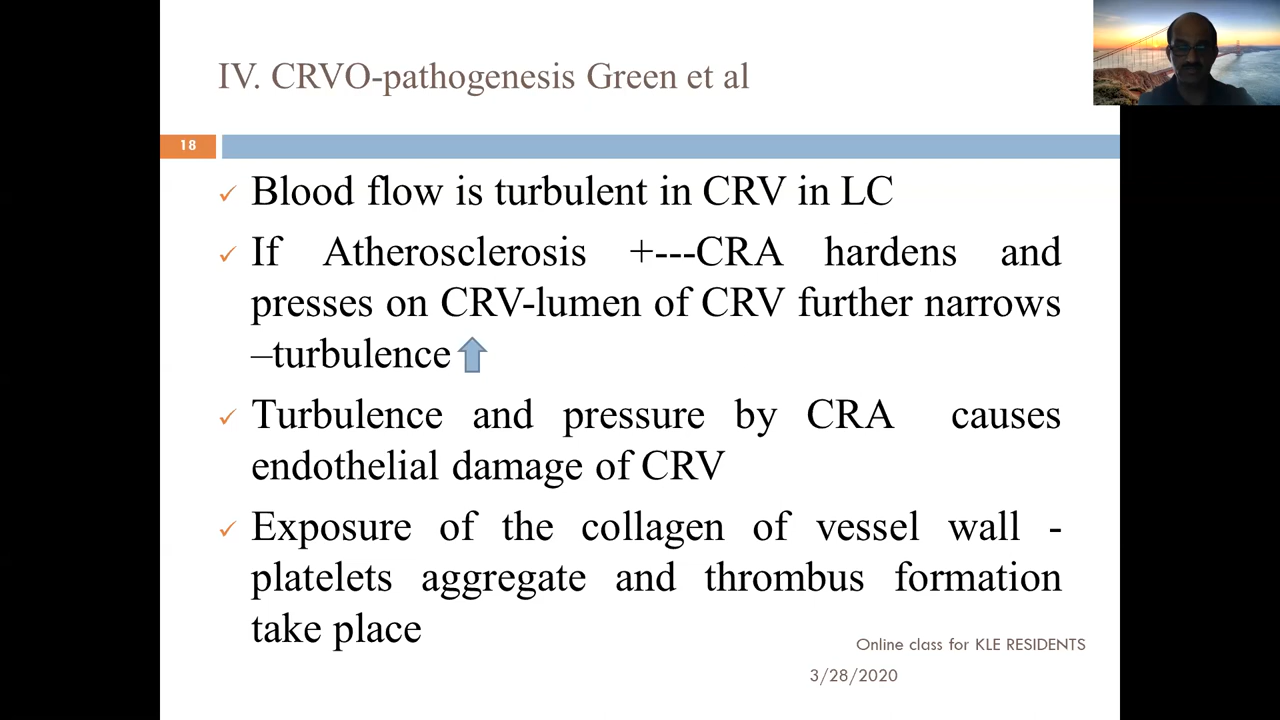 IV. CRVO-pathogenesis Green et al
18
Blood flow is turbulent in CRV in LC
If Atherosclerosis +---CRA hardens and
presses on CRV-lumen of CRV further narrows
–turbulence
Turbulence and pressure by CRA causes
endothelial damage of CRV
Exposure of the collagen of vessel wall -
platelets aggregate and thrombus formation
take place
Online class for KLE RESIDENTS
3/28/2020